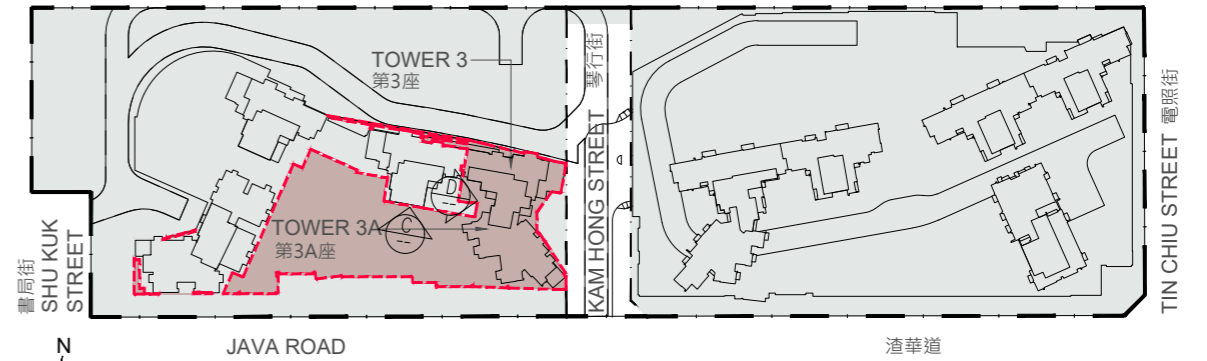 TOWER 3
第3座
琴行街
KAM HONG STREET
TIN CHIU STREET 電照街
D
C
TOWER 3A
第3A座
書局街
SHU KUK
STREET
N
JAVA ROAD
渣華道